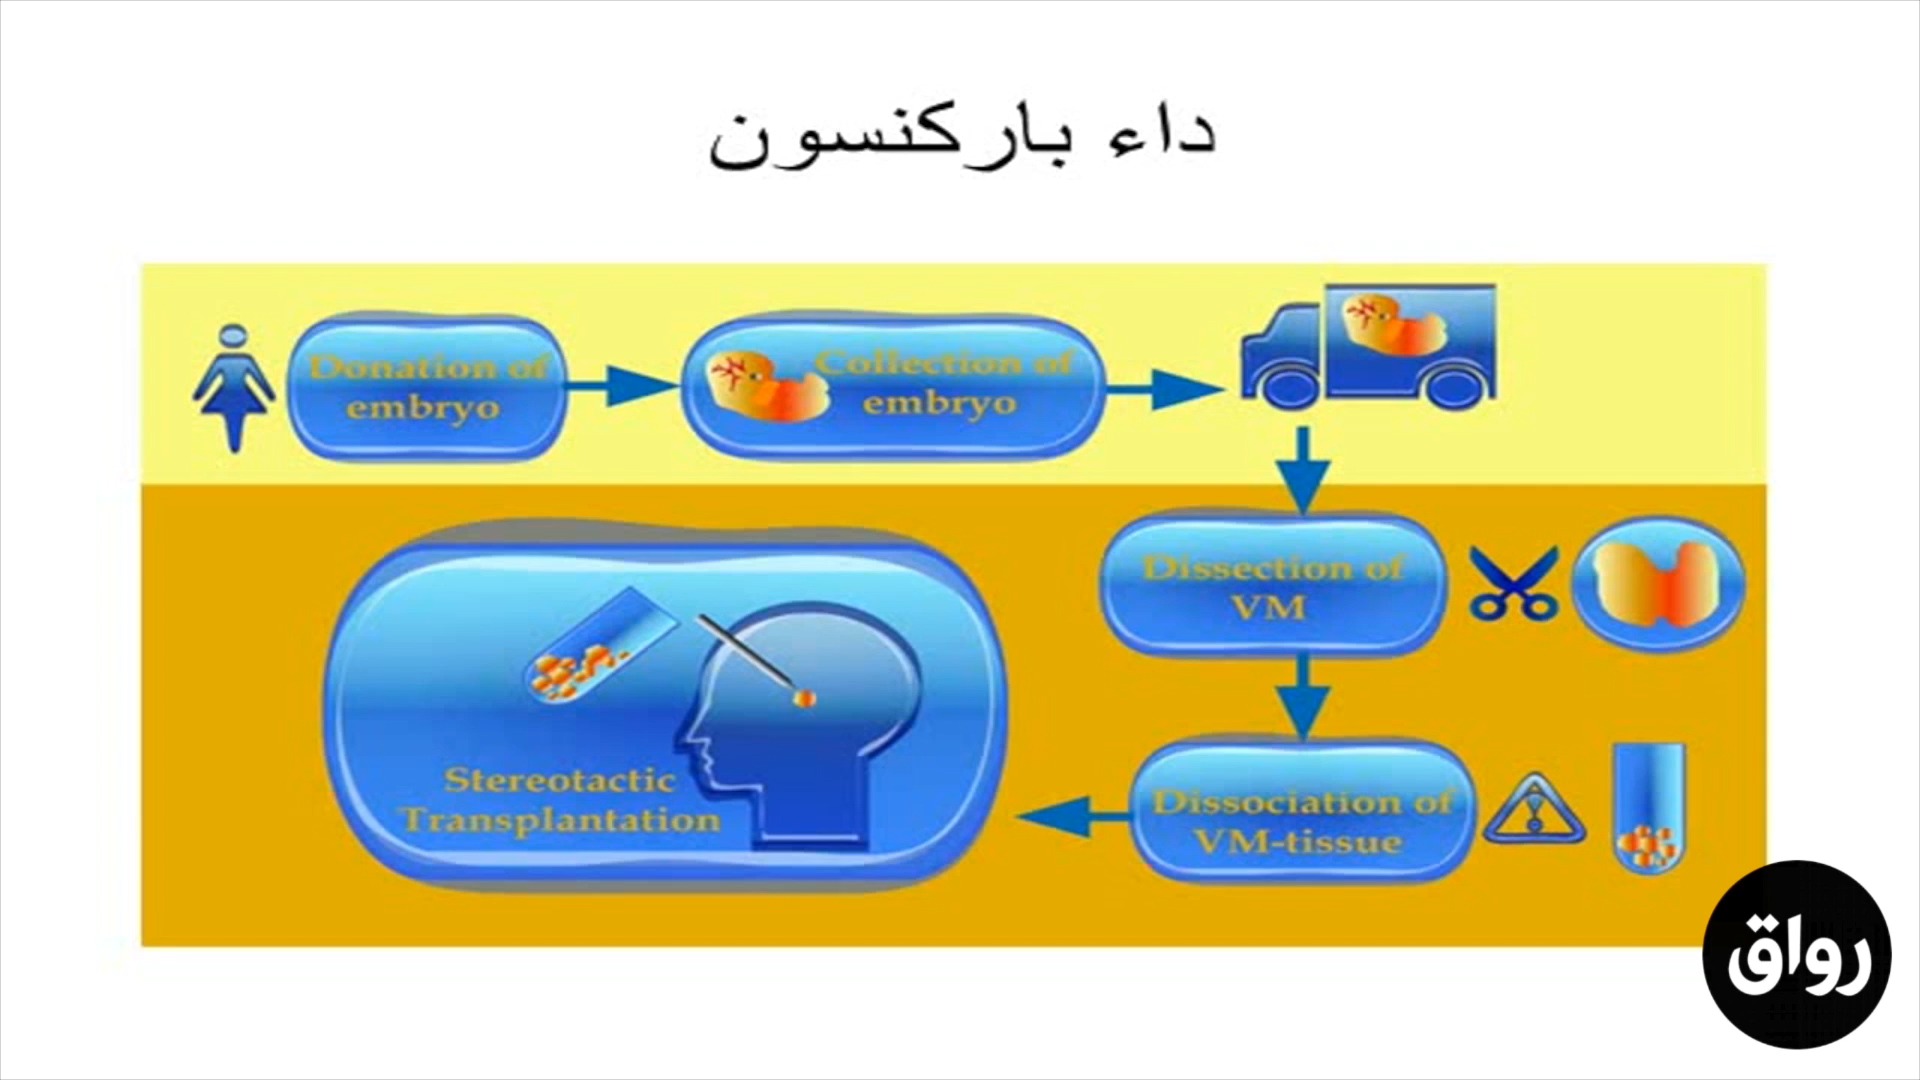 داء باركنسون
Donation of
embryo
Collection of
embryo
Dissection of
VM
Dissociation of
VM-tissue
Stereotactic
Transplantation
رواق